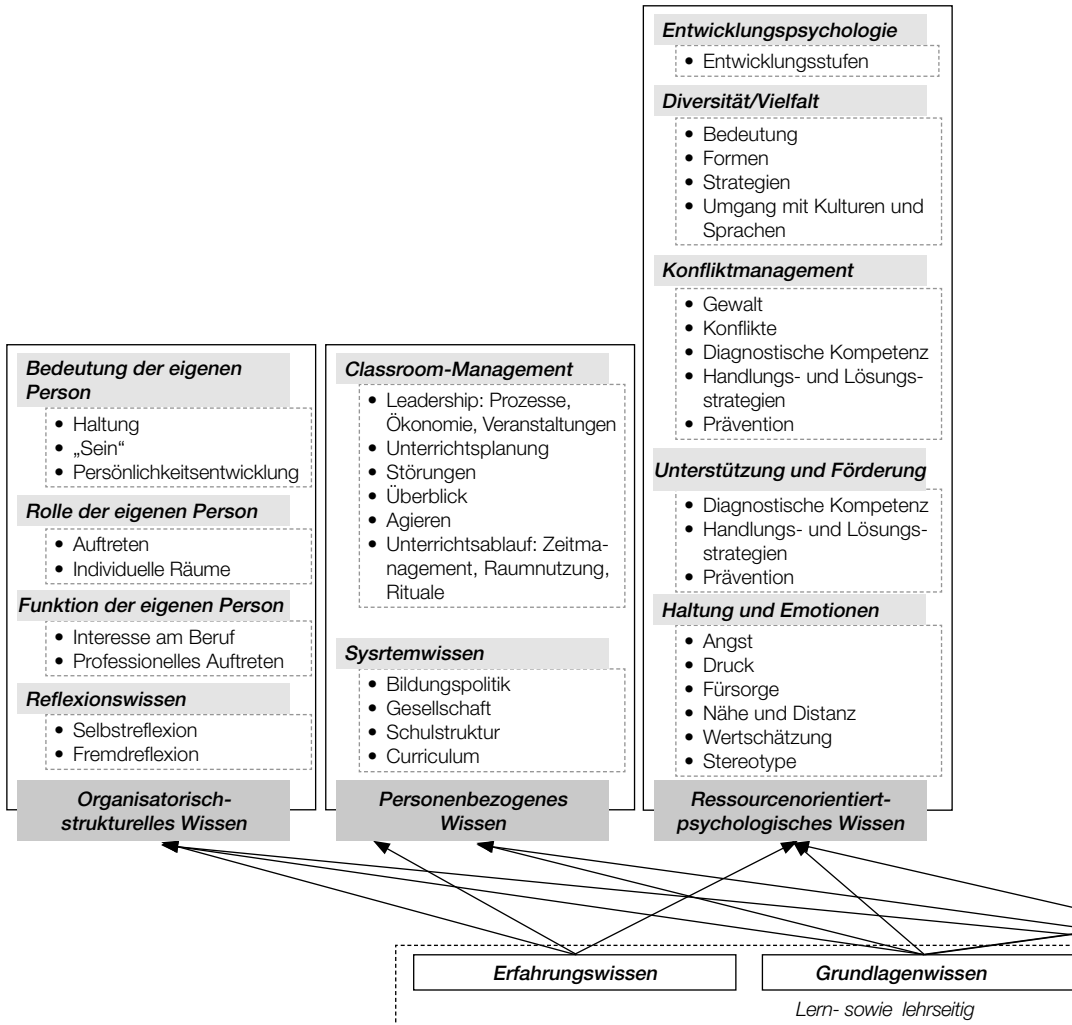 Bedeutung der eigenen
Person
• Haltung
• „Sein“
• Persönlichkeitsentwicklung
Rolle der eigenen Person
• Auftreten
• Individuelle Räume
Funktion der eigenen Person
• Interesse am Beruf
• Professionelles Auftreten
Reflexionswissen
• Selbstreflexion
• Fremdreflexion
Organisatorisch-
strukturelles Wissen
Classroom-Management
• Leadership: Prozesse,
Ökonomie, Veranstaltungen
• Unterrichtsplanung
• Störungen
• Überblick
• Agieren
• Unterrichtsablauf: Zeitma-
nagement, Raumnutzung,
Rituale
Sysrtemwissen
• Bildungspolitik
• Gesellschaft
• Schulstruktur
• Curriculum
Personenbezogenes
Wissen
Entwicklungspsychologie
• Entwicklungsstufen
Diversität/Vielfalt
• Bedeutung
• Formen
• Strategien
• Umgang mit Kulturen und
Sprachen
Konfliktmanagement
• Gewalt
• Konflikte
• Diagnostische Kompetenz
• Handlungs- und Lösungs-
strategien
• Prävention
Unterstützung und Förderung
• Diagnostische Kompetenz
• Handlungs- und Lösungs-
strategien
• Prävention
Haltung und Emotionen
• Angst
• Druck
• Fürsorge
• Nähe und Distanz
• Wertschätzung
• Stereotype
Ressourcenorientiert-
psychologisches Wissen
Erfahrungswissen
Grundlagenwissen
Lern- sowie lehrseitig